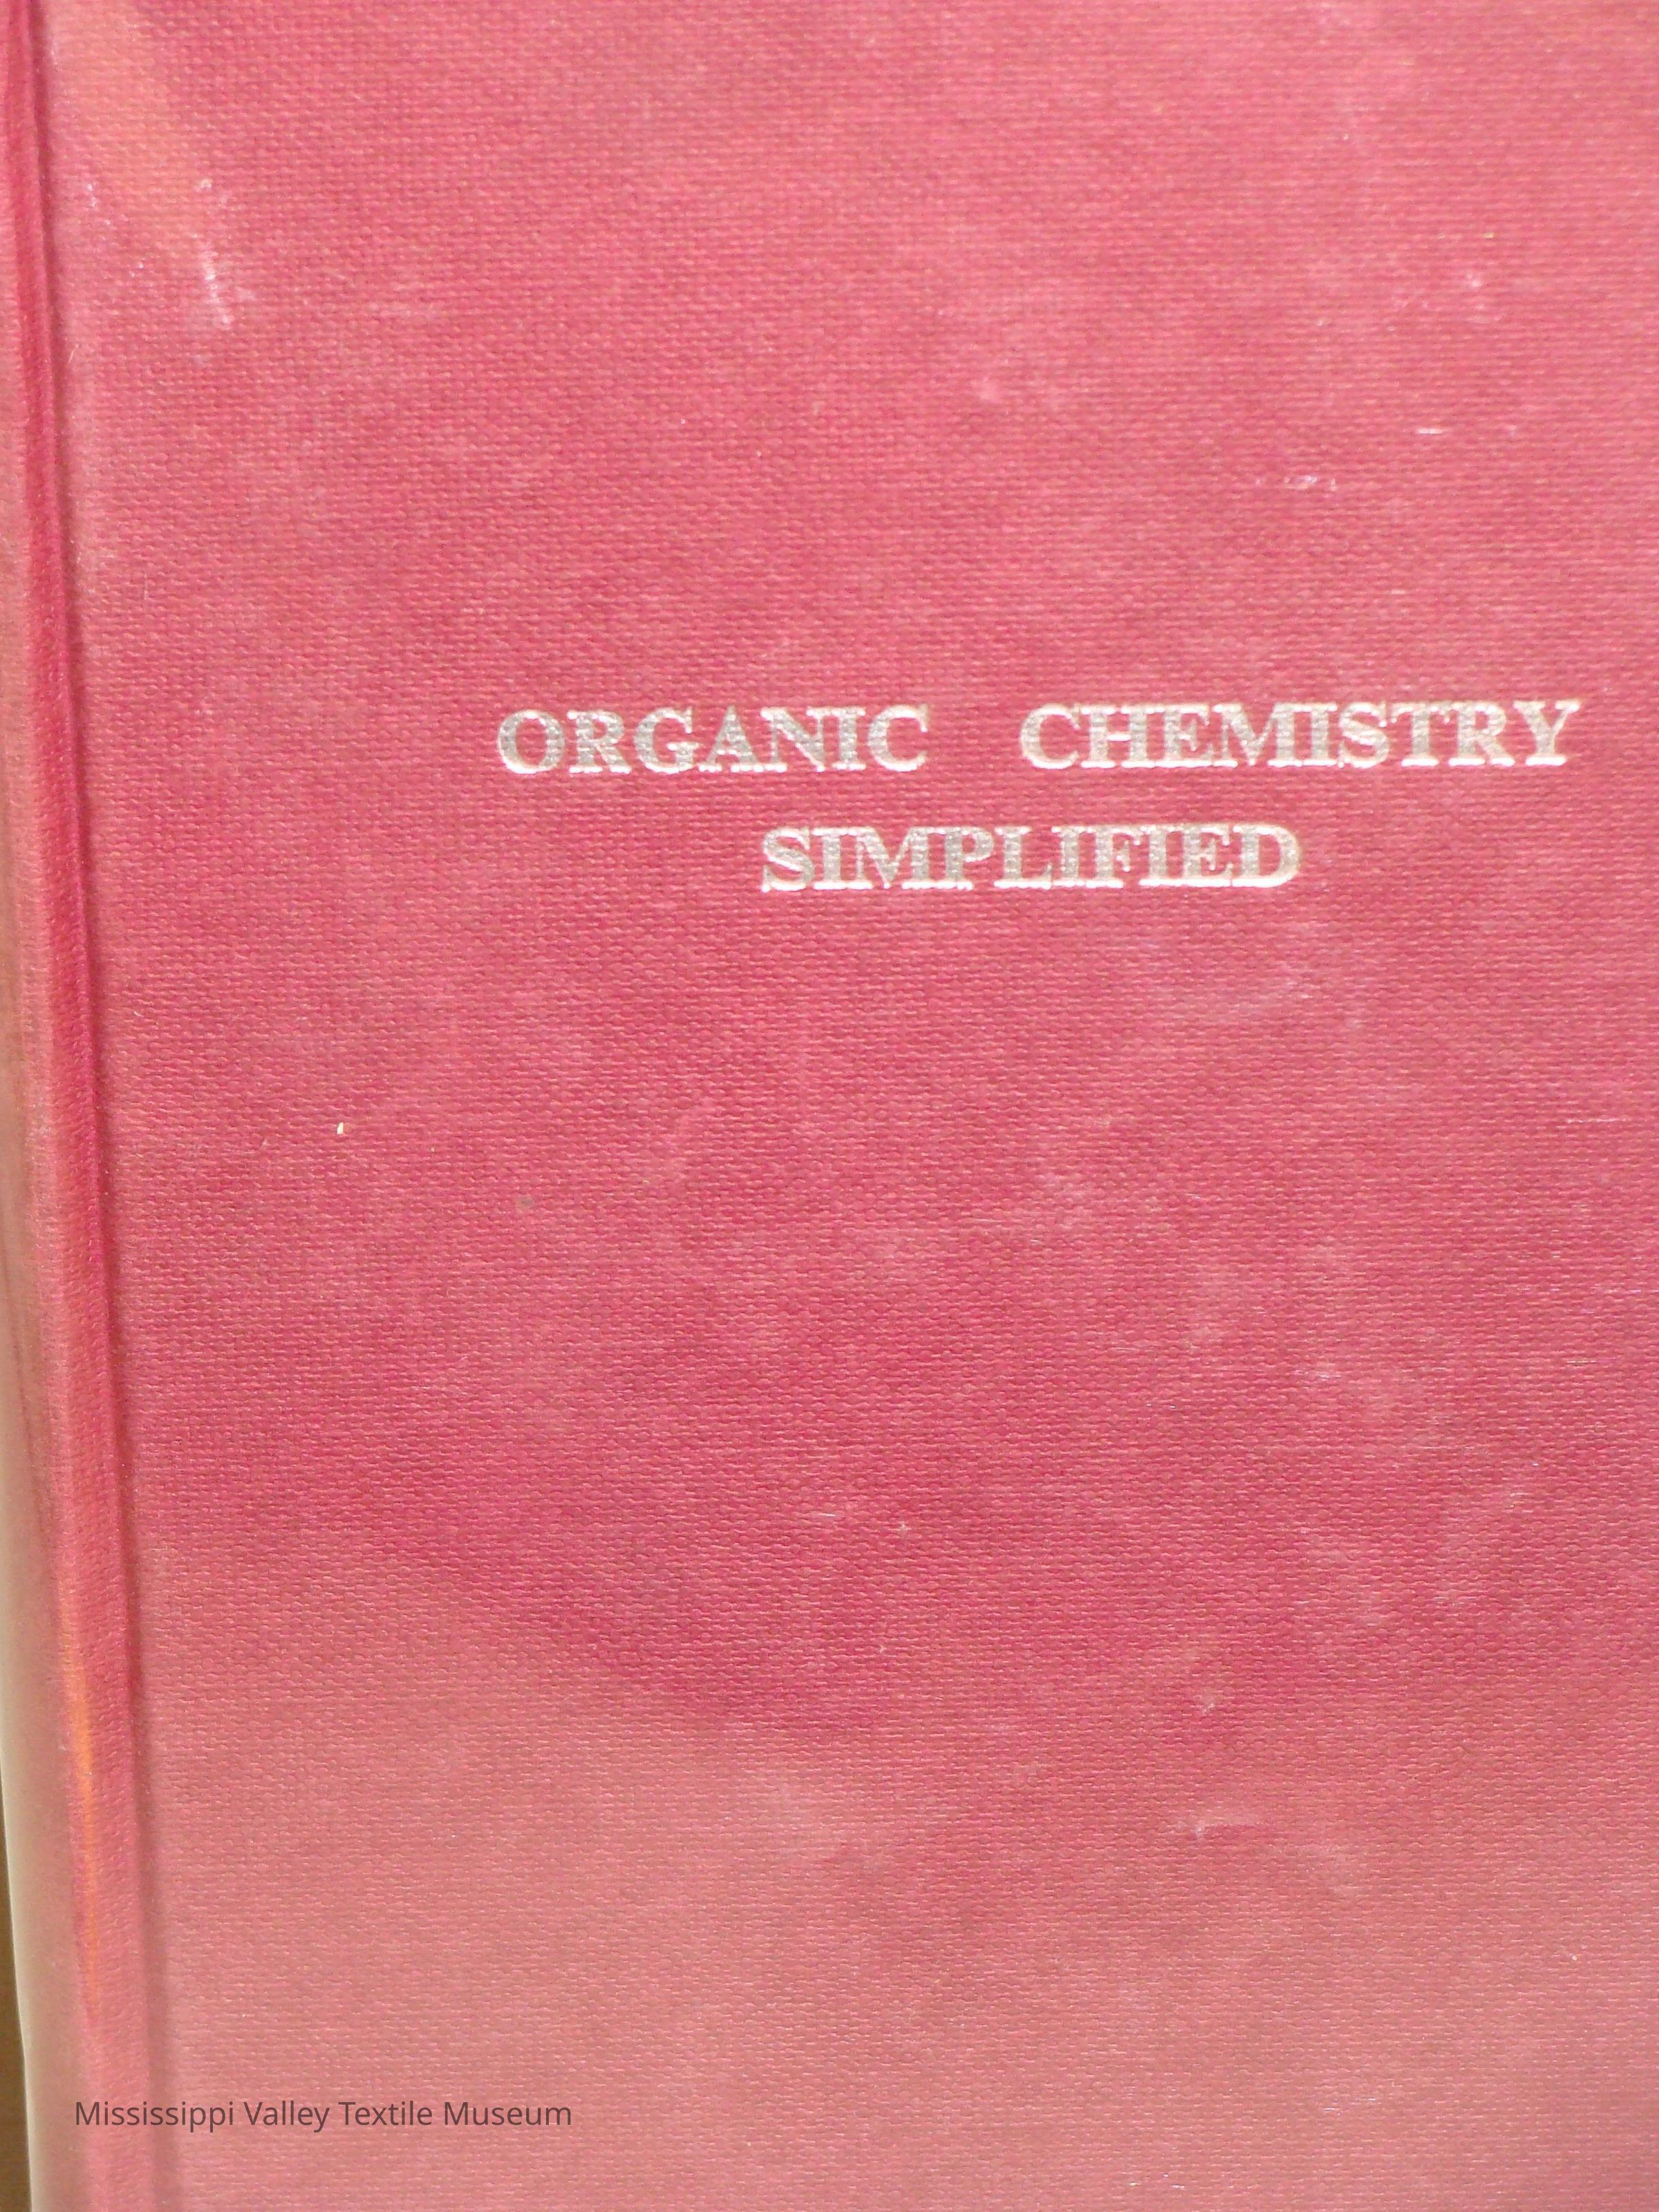 ORGANIC CHEMISTRY
SIMPLIFIED
Mississippi Valley Textile Museum